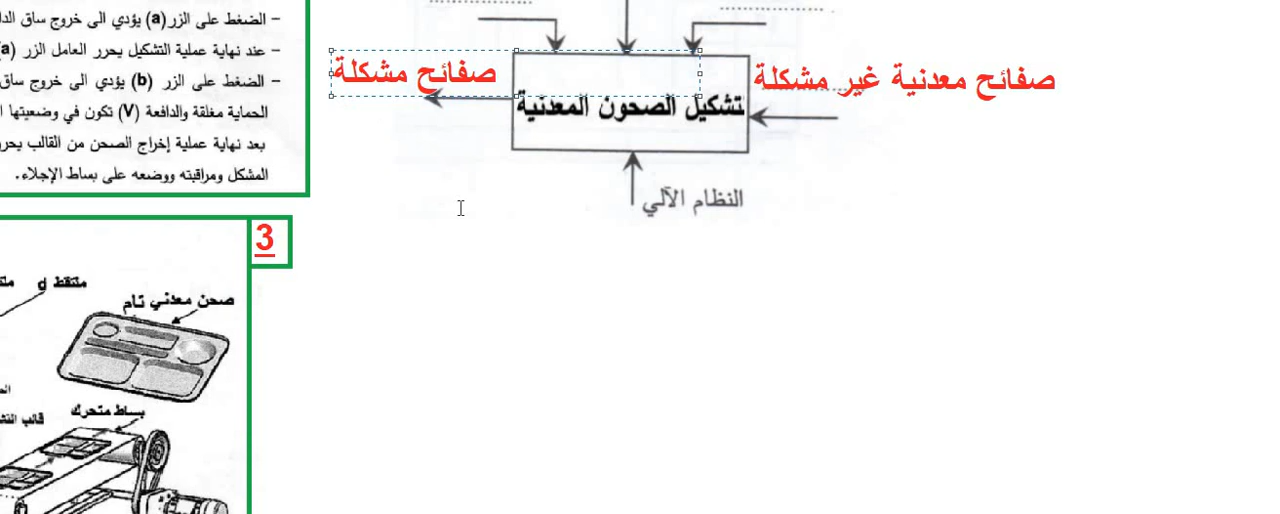 – الضغط على الزر (a) يؤدي الى خروج ساق الدا
– عند نهاية عملية التشكيل يحرر العامل الزر (a
– الضغط على الزر (b) يؤدي الى خروج ساق
الحماية مغلقة والدافعة (V) تكون في وضعيتها ا
بعد نهاية عملية إخراج الصحن من القالب يحر
المشكل ومراقبته ووضعه على بساط الإجلاء.
صفائح معدنية غير مشكلة
صفائح مشكلة
تشكيل الصحون المعدنية
النظام الآلي
3
ملتقط d
صحن معدني تام
بساط متحرك
قالب